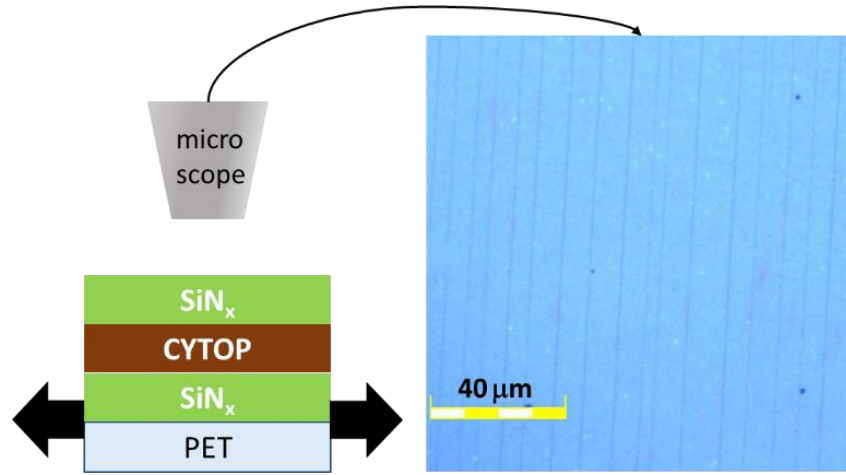 micro
scope
SiNₓ
CYTOP
SiNₓ
PET
40 μm